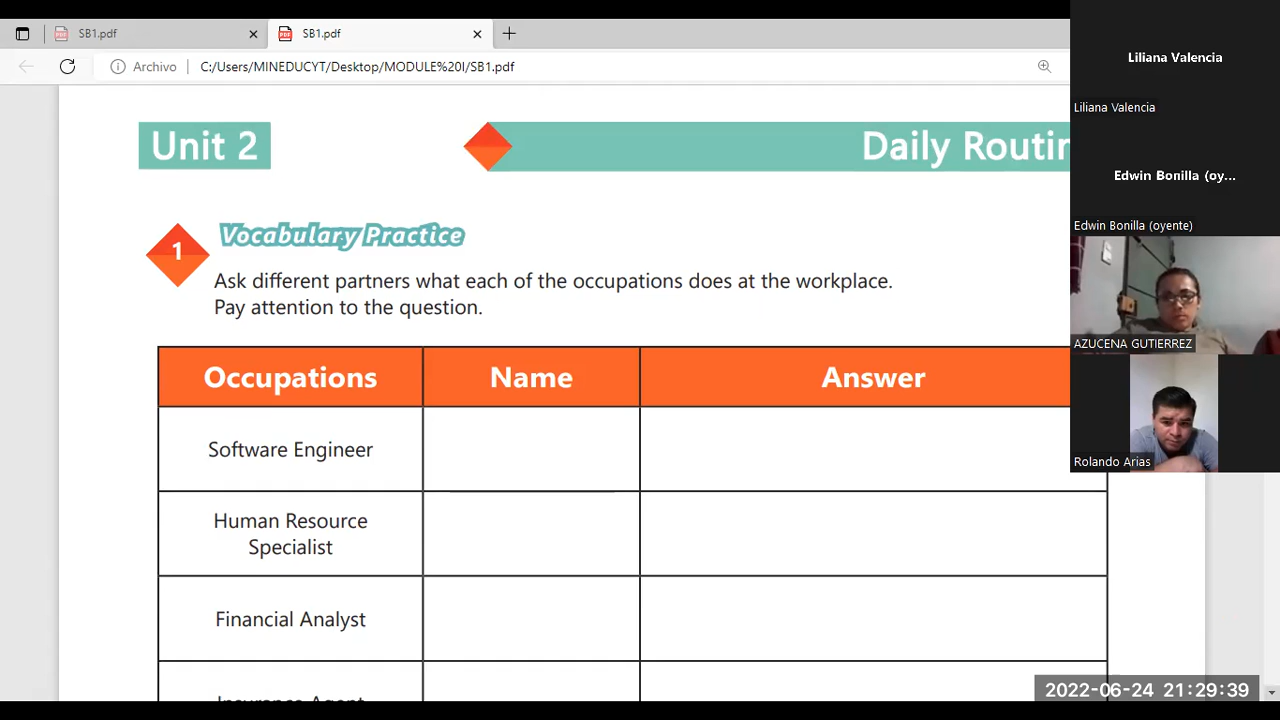 SB1.pdf
SB1.pdf
Archivo
C:/Users/MINEDUCYT/Desktop/MODULE%20I/SB1.pdf
Unit 2
Daily Routin
1
Vocabulary Practice
Ask different partners what each of the occupations does at the workplace.
Pay attention to the question.
Occupations
Name
Answer
Software Engineer
Human Resource
Specialist
Financial Analyst
Insurance Agent
Liliana Valencia
Liliana Valencia
Edwin Bonilla (oy...
Edwin Bonilla (oyente)
AZUCENA GUTIERREZ
Rolando Arias
2022-06-24 21:29:39